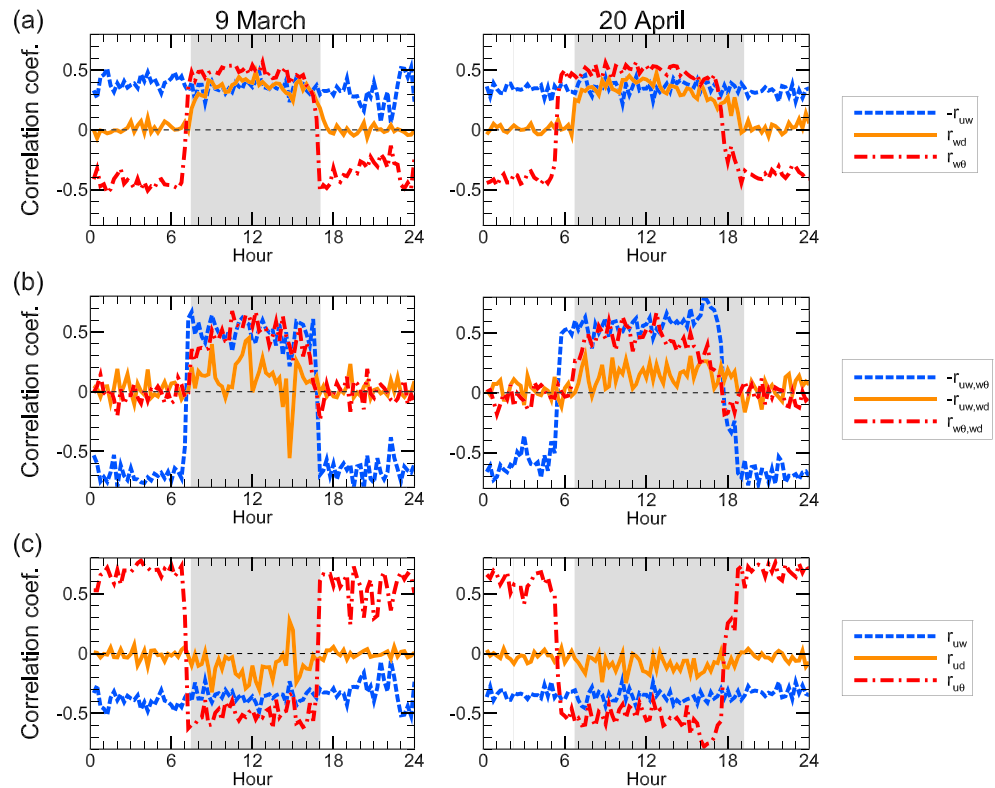 (a)
9 March
20 April
Correlation coef.
0.5
0
-0.5
0 6 12 18 24
Hour
0.5
0
-0.5
0 6 12 18 24
Hour
-r_uw
r_wd
r_wθ
(b)
Correlation coef.
0.5
0
-0.5
0 6 12 18 24
Hour
0.5
0
-0.5
0 6 12 18 24
Hour
-r_uw,wθ
-r_uw,wd
r_wθ,wd
(c)
Correlation coef.
0.5
0
-0.5
0 6 12 18 24
Hour
0.5
0
-0.5
0 6 12 18 24
Hour
r_uw
r_ud
r_uθ